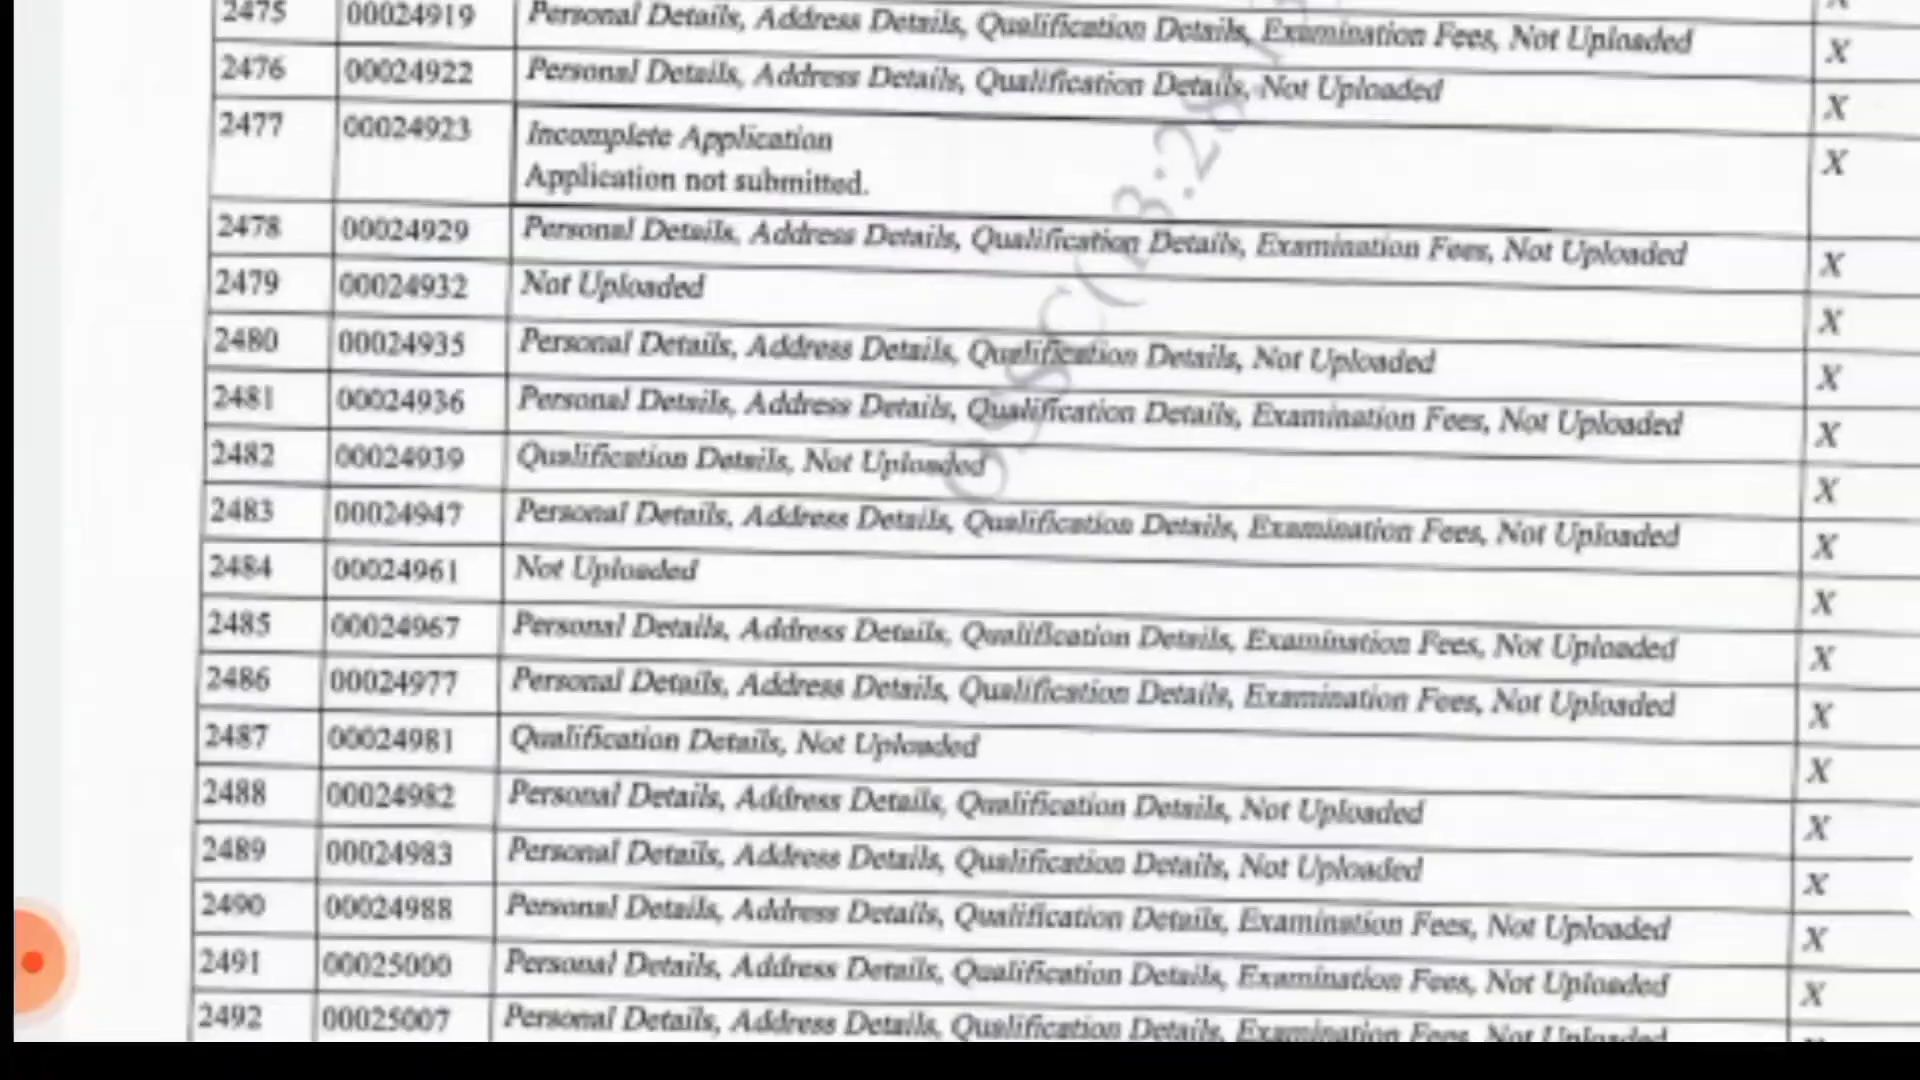 2475 00024919 Personal Details, Address Details, Qualification Details, Examination Fees, Not Uploaded X
2476 00024922 Personal Details, Address Details, Qualification Details, Not Uploaded X
2477 00024923 Incomplete Application X
Application not submitted.
2478 00024929 Personal Details, Address Details, Qualification Details, Examination Fees, Not Uploaded X
2479 00024932 Not Uploaded X
2480 00024935 Personal Details, Address Details, Qualification Details, Not Uploaded X
2481 00024936 Personal Details, Address Details, Qualification Details, Examination Fees, Not Uploaded X
2482 00024939 Qualification Details, Not Uploaded X
2483 00024947 Personal Details, Address Details, Qualification Details, Examination Fees, Not Uploaded X
2484 00024961 Not Uploaded X
2485 00024967 Personal Details, Address Details, Qualification Details, Examination Fees, Not Uploaded X
2486 00024977 Personal Details, Address Details, Qualification Details, Examination Fees, Not Uploaded X
2487 00024981 Qualification Details, Not Uploaded X
2488 00024982 Personal Details, Address Details, Qualification Details, Not Uploaded X
2489 00024983 Personal Details, Address Details, Qualification Details, Not Uploaded X
2490 00024988 Personal Details, Address Details, Qualification Details, Examination Fees, Not Uploaded X
2491 00025000 Personal Details, Address Details, Qualification Details, Examination Fees, Not Uploaded X
2492 00025007 Personal Details, Address Details, Qualification Details, Examination Fees, Not Uploaded X